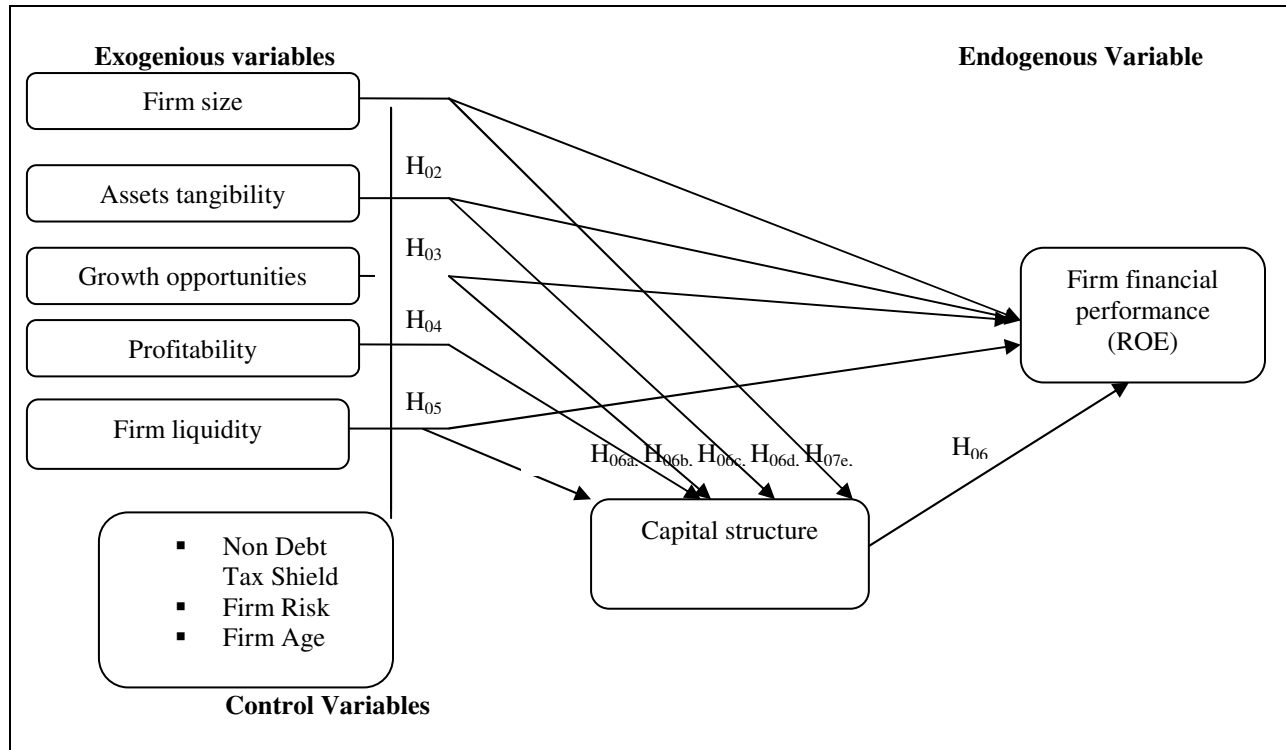 Exogenious variables
Endogenous Variable
Firm size
H02
Assets tangibility
H03
Growth opportunities
Firm financial
performance
(ROE)
H04
Profitability
H05
Firm liquidity
H06a, H06b, H06c, H06d, H07e,
H06
Capital structure
▪ Non Debt
Tax Shield
▪ Firm Risk
▪ Firm Age
Control Variables